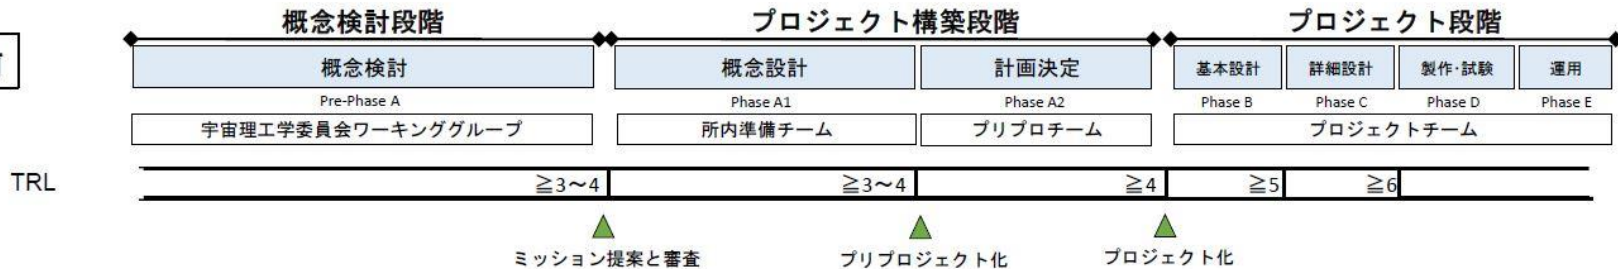 概念検討段階 プロジェクト構築段階 プロジェクト段階
概念検討 概念設計 計画決定 基本設計 詳細設計 製作・試験 運用
Pre-Phase A Phase A1 Phase A2 Phase B Phase C Phase D Phase E
宇宙理工学委員会ワーキンググループ 所内準備チーム プリプロチーム プロジェクトチーム
TRL ≧3～4 ≧3～4 ≧4 ≧5 ≧6
ミッション提案と審査 プリプロジェクト化 プロジェクト化